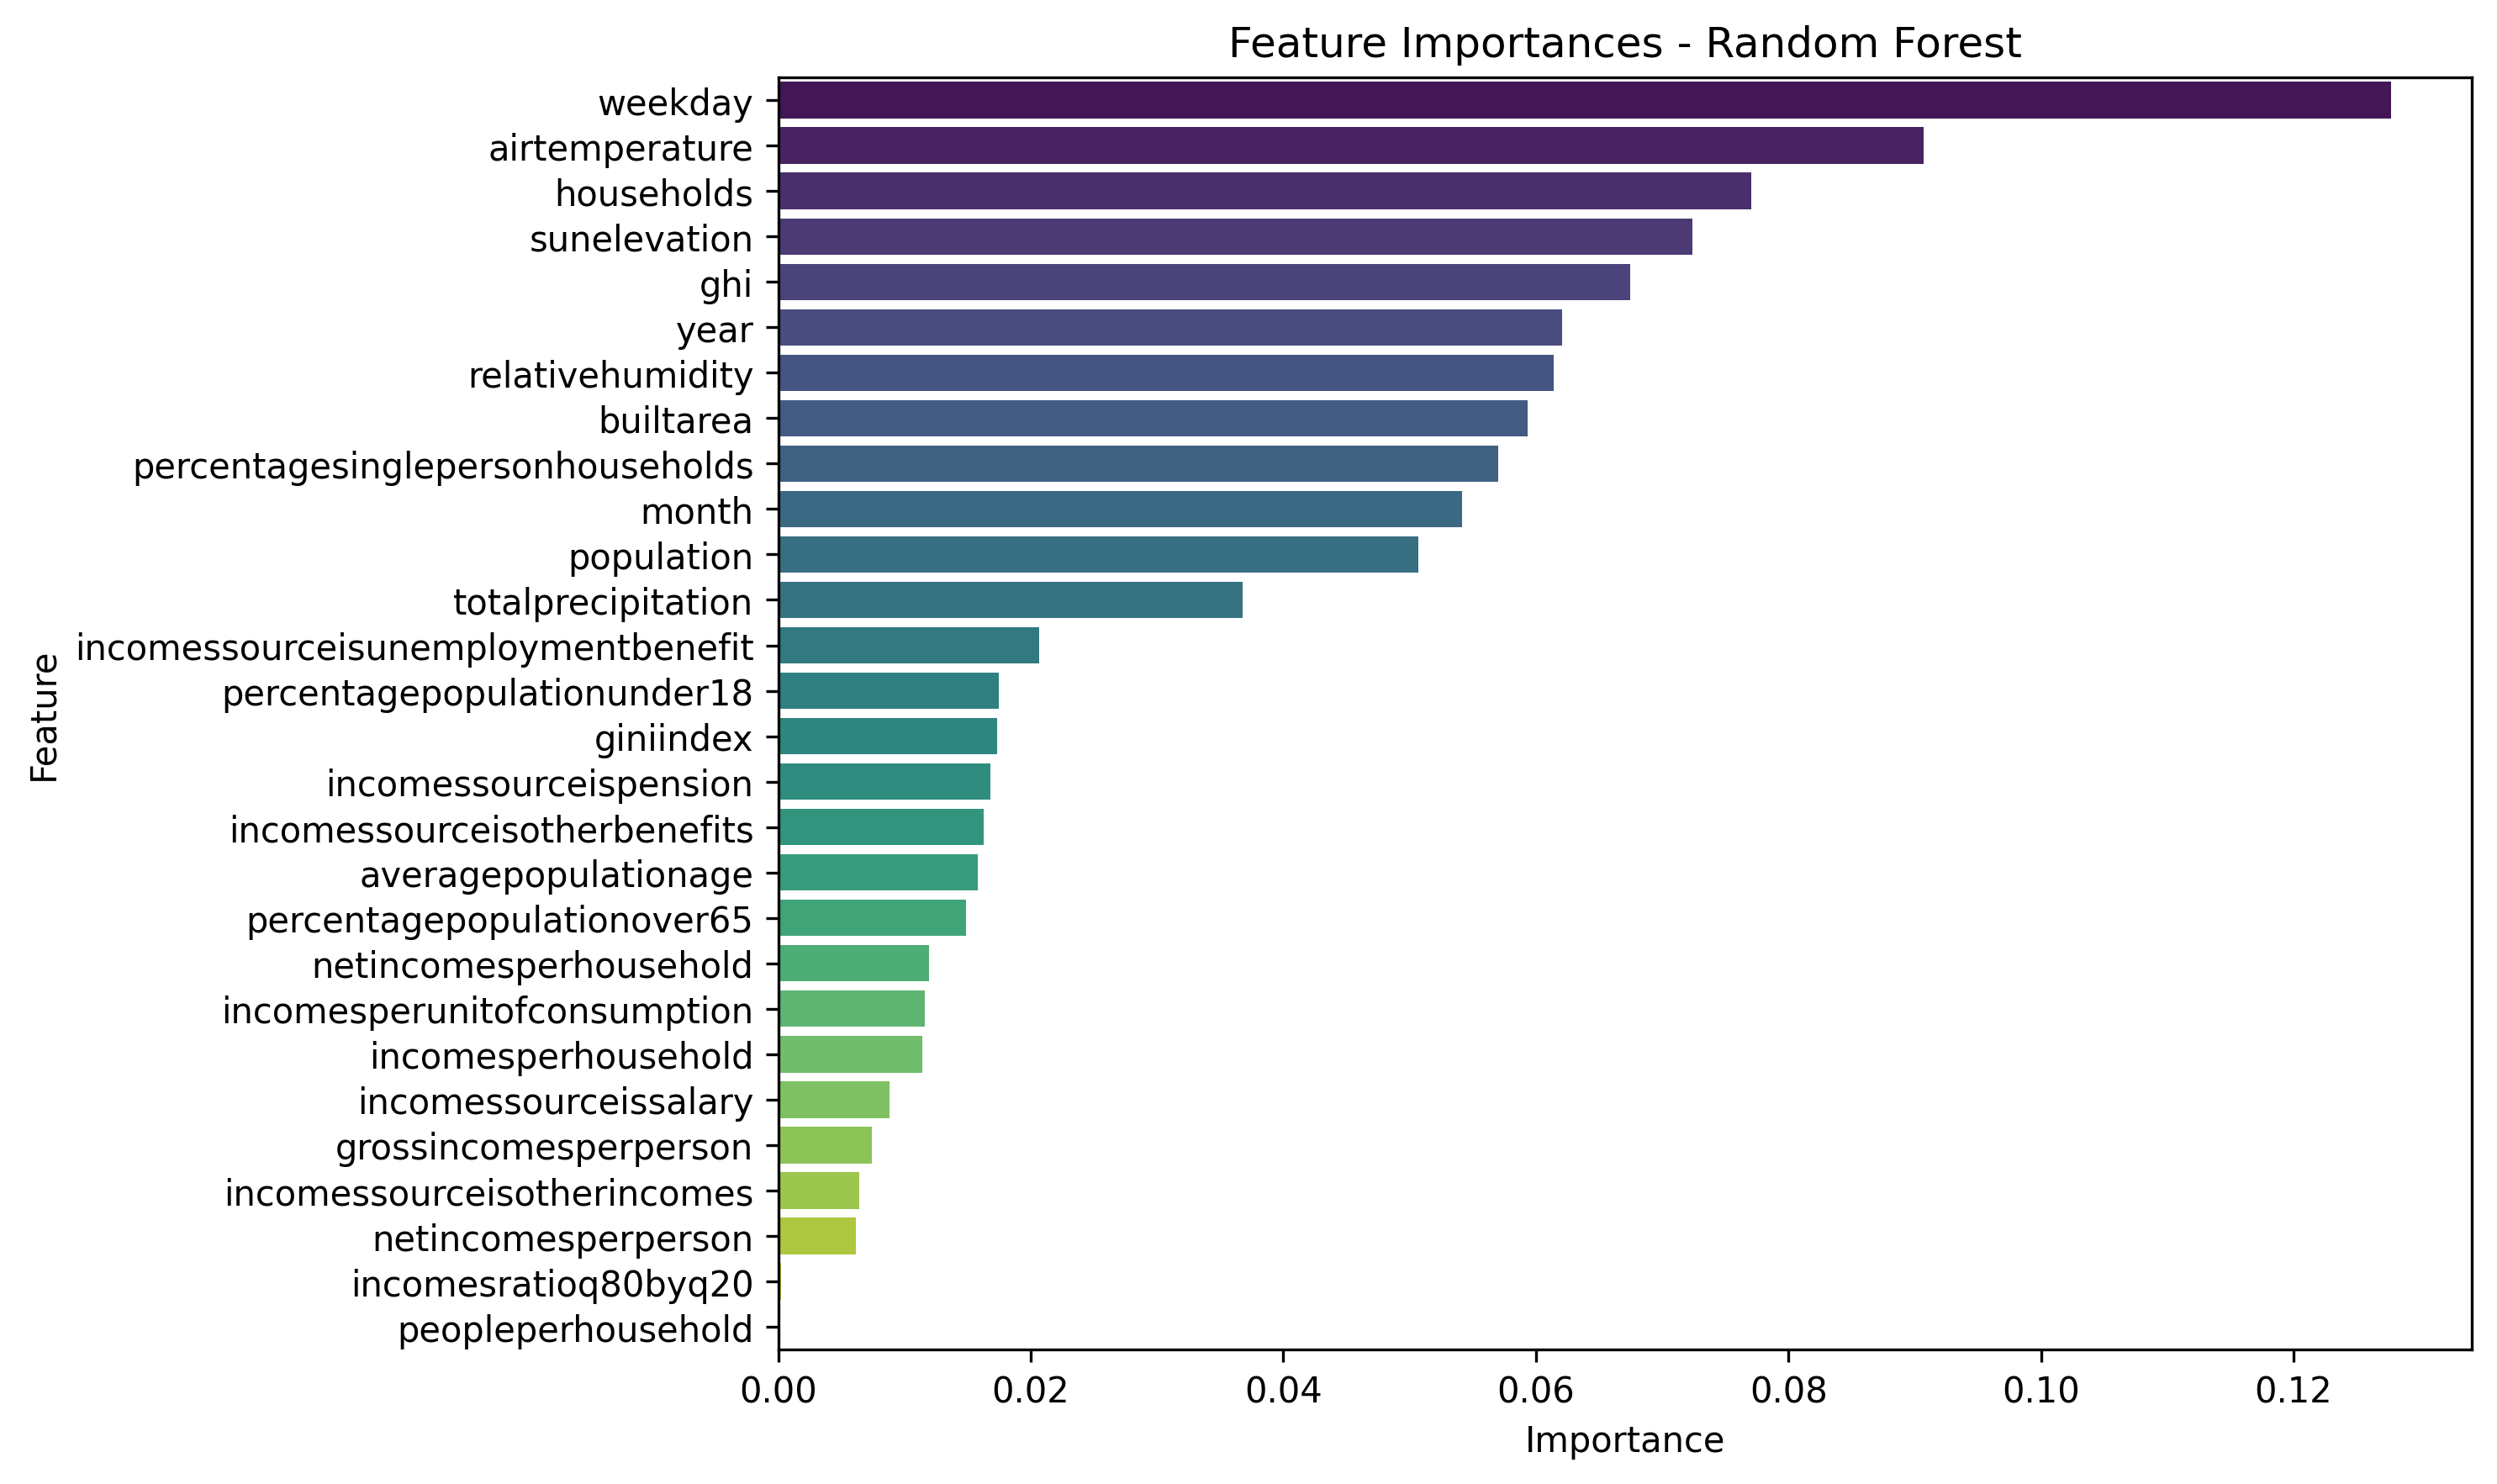 Feature Importances - Random Forest
weekday
airtemperature
households
sunelevation
ghi
year
relativehumidity
builtarea
percentagesinglepersonhouseholds
month
population
totalprecipitation
incomessourceisunemploymentbenefit
percentagepopulationunder18
giniindex
incomessourceispension
incomessourceisotherbenefits
averagepopulationage
percentagepopulationover65
netincomesperhousehold
incomesperunitofconsumption
incomesperhousehold
incomessourceissalary
grossincomesperperson
incomessourceisotherincomes
netincomesperperson
incomesratioq80byq20
peopleperhousehold
Feature
0.00 0.02 0.04 0.06 0.08 0.10 0.12
Importance